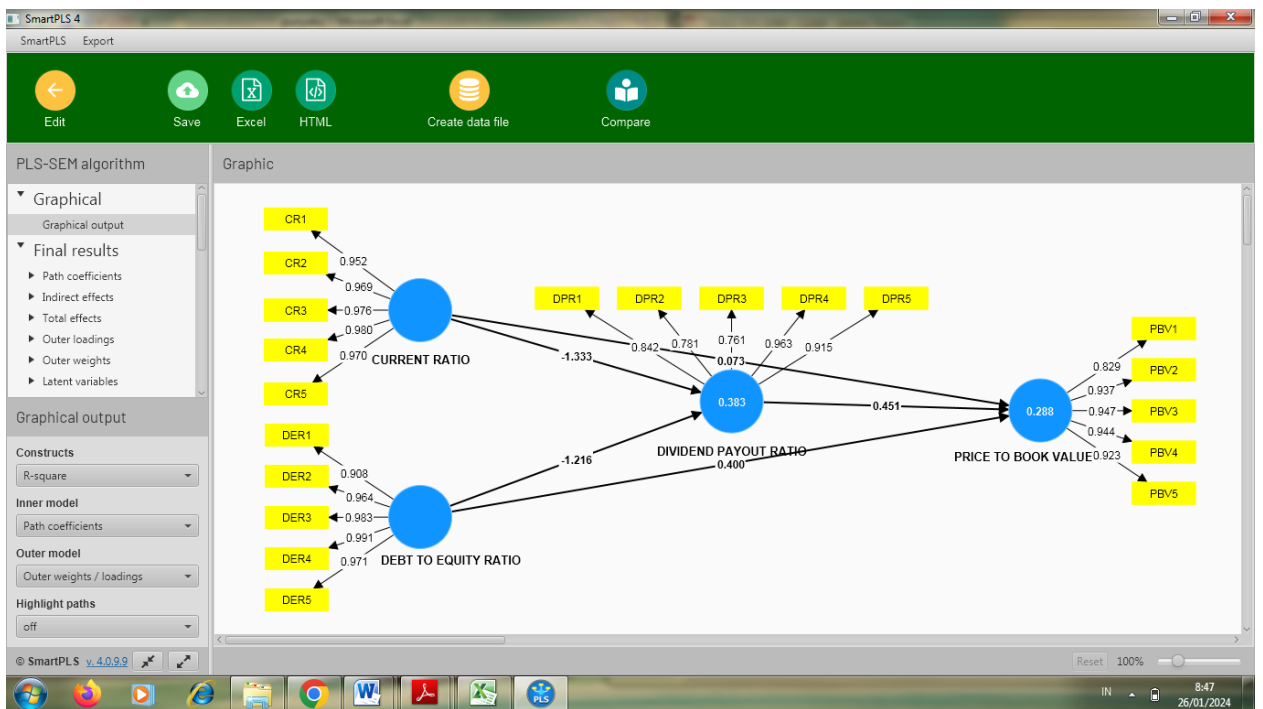 SmartPLS 4
SmartPLS Export
Edit Save Excel HTML Create data file Compare
PLS-SEM algorithm
Graphical
Graphical output
Final results
Path coefficients
Indirect effects
Total effects
Outer loadings
Outer weights
Latent variables
Graphical output
Constructs
R-square
Inner model
Path coefficients
Outer model
Outer weights / loadings
Highlight paths
off
© SmartPLS v. 4.0.9.9
Graphic
CR1
CR2
CR3
CR4
CR5
0.952
0.969
0.976
0.980
0.970
CURRENT RATIO
DER1
DER2
DER3
DER4
DER5
0.908
0.964
0.983
0.991
0.971
DEBT TO EQUITY RATIO
-1.333
-1.216
0.073
0.400
0.451
DPR1 DPR2 DPR3 DPR4 DPR5
0.842 0.781 0.761 0.963 0.915
0.383
DIVIDEND PAYOUT RATIO
0.288
PRICE TO BOOK VALUE
0.829
0.937
0.947
0.944
0.923
PBV1
PBV2
PBV3
PBV4
PBV5
Reset 100%
PLS
IN
8:47
26/01/2024